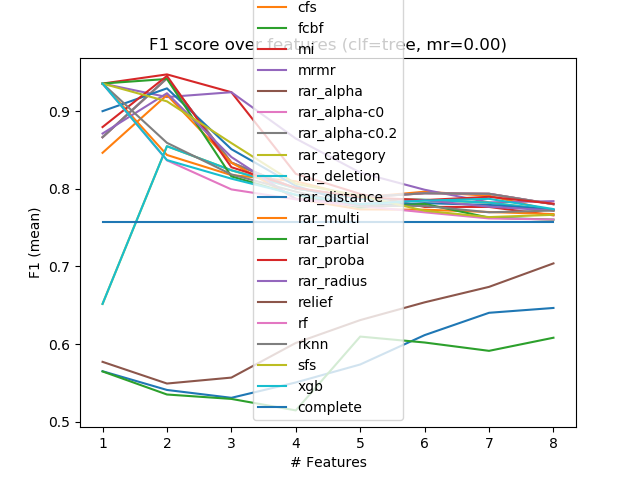 cfs
fcbf
F1 score over features (clf=tree, mr=0.00)
mi
mrmr
rar_alpha
rar_alpha-c0
rar_alpha-c0.2
rar_category
rar_deletion
rar_distance
rar_multi
rar_partial
rar_proba
rar_radius
relief
rf
rknn
sfs
xgb
complete
F1 (mean)
0.9
0.8
0.7
0.6
0.5
1 2 3 4 5 6 7 8
# Features